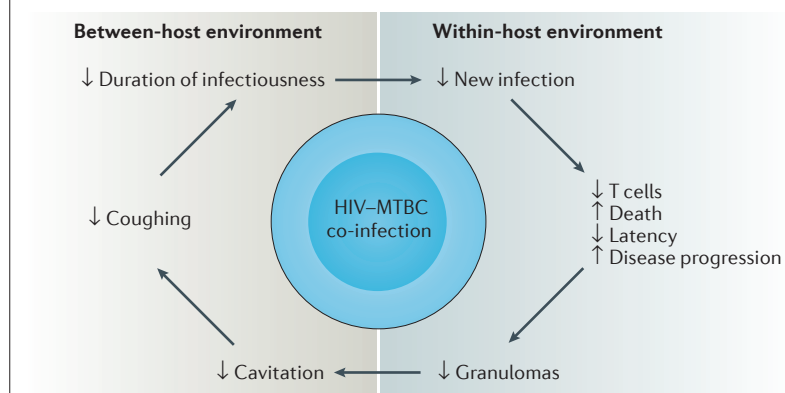 Between-host environment
Within-host environment
↓ Duration of infectiousness
↓ New infection
↓ T cells
↑ Death
↓ Latency
↑ Disease progression
HIV–MTBC
co-infection
↓ Coughing
↓ Cavitation
↓ Granulomas